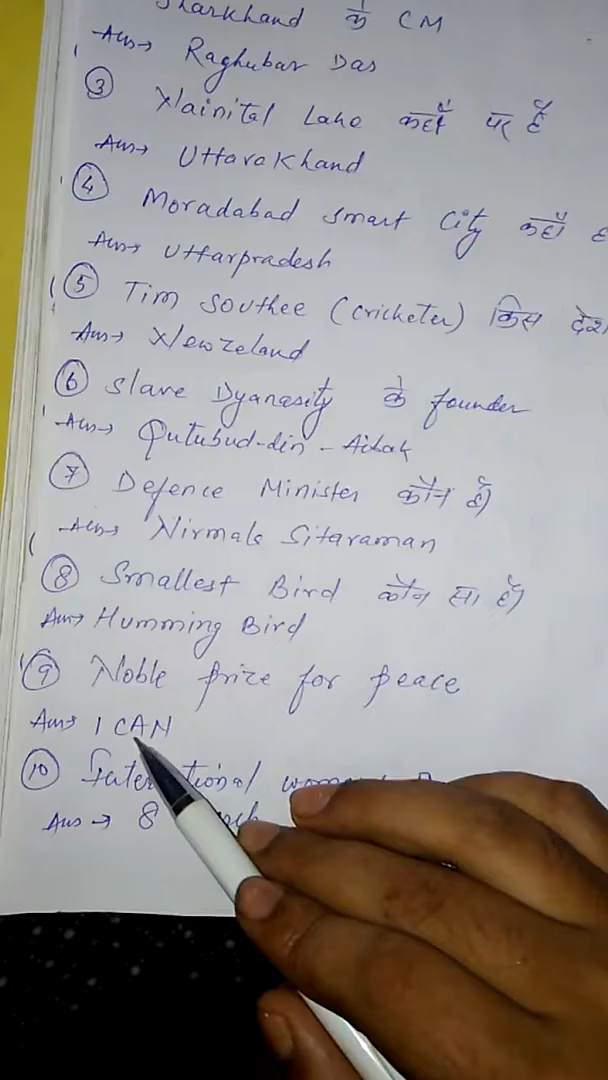 Jharkhand के CM
Ans → Raghubar Das
③ Nainital Lake कहाँ पर है
Ans → Uttarakhand
④ Moradabad Smart City कहाँ
Ans → Uttarpradesh
⑤ Tim Southee (cricketer) किस देश
Ans → Newzeland
⑥ Slave Dyanasity के founder
Ans → Qutubud-din-Aibak
⑦ Defence Minister कौन है
Ans → Nirmala Sitaraman
⑧ Smallest Bird कौन सा है
Ans → Humming Bird
⑨ Noble prize for peace
Ans → ICAN
⑩
Ans → 8